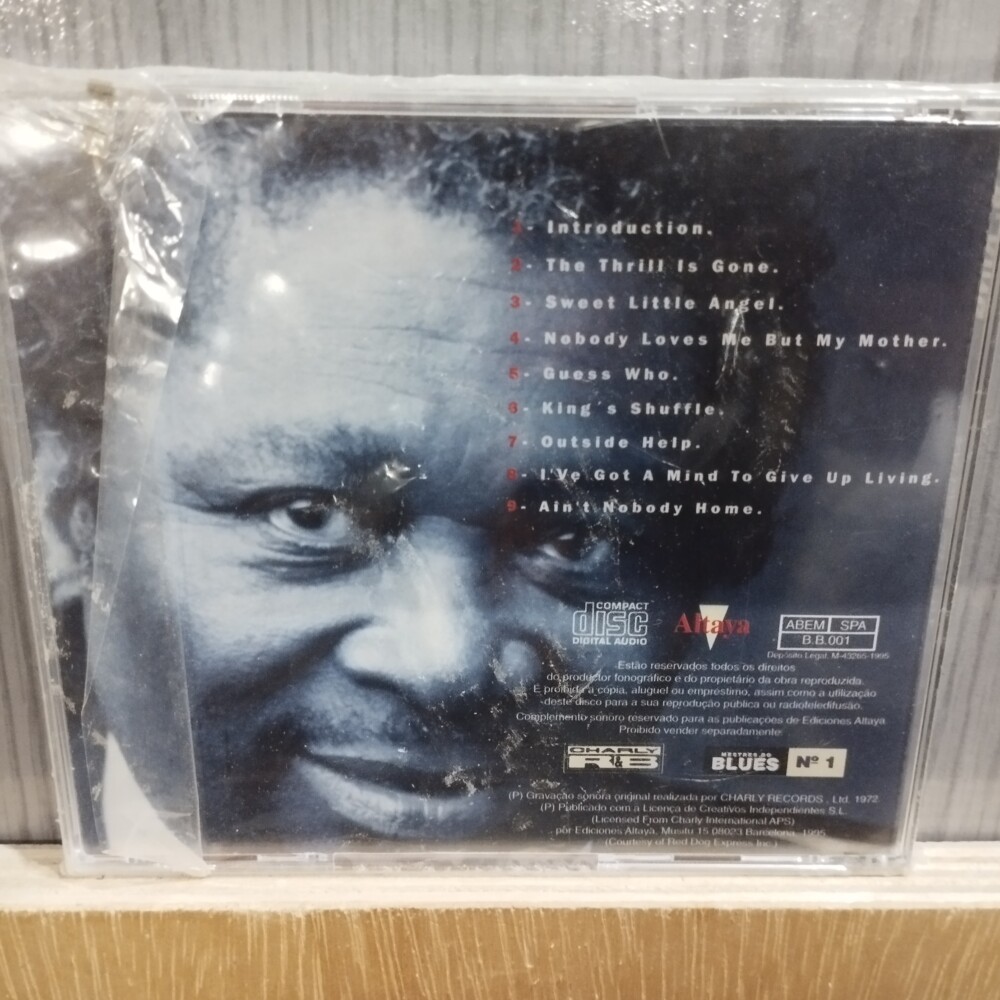 1- Introduction.
2- The Thrill Is Gone.
3- Sweet Little Angel.
4- Nobody Loves Me But My Mother.
5- Guess Who.
6- King´s Shuffle.
7- Outside Help.
8- I'Ve Got A Mind To Give Up Living.
9- Ain't Nobody Home.
COMPACT
disc
DIGITAL AUDIO
Altaya
ABEM SPA
B.B.001
Depósito Legal. M-43265-1995
Estão reservados todos os direitos
do productor fonográfico e do propietário da obra reproduzida.
E proibida a cópia, aluguel ou empréstimo, assim como a utilização
deste disco para a sua reprodução publica ou radioteledifusão.
Complemento sonoro reservado para as publicações de Ediciones Altaya.
Proibido vender separadamente.
CHARLY
R&B
MESTRES DO
BLUES Nº 1
(P) Gravação sonora original realizada por CHARLY RECORDS , Ltd. 1972
(P) Publicado com a Licença de Creativos Independientes S.L.
(Licensed From Charly International APS)
por Ediciones Altaya. Musitu 15 08023 Barcelona, 1995
(Courtesy of Red Dog Express Inc.)